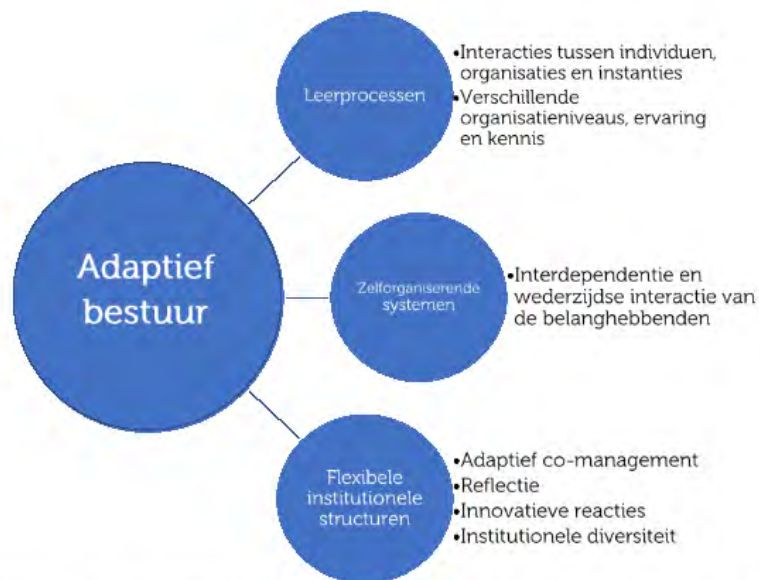 Adaptief
bestuur
Leerprocessen
•Interacties tussen individuen,
organisaties en instanties
•Verschillende
organisatieniveaus, ervaring
en kennis
Zelforganiserende
systemen
•Interdependentie en
wederzijdse interactie van
de belanghebbenden
Flexibele
institutionele
structuren
•Adaptief co-management
•Reflectie
•Innovatieve reacties
•Institutionele diversiteit